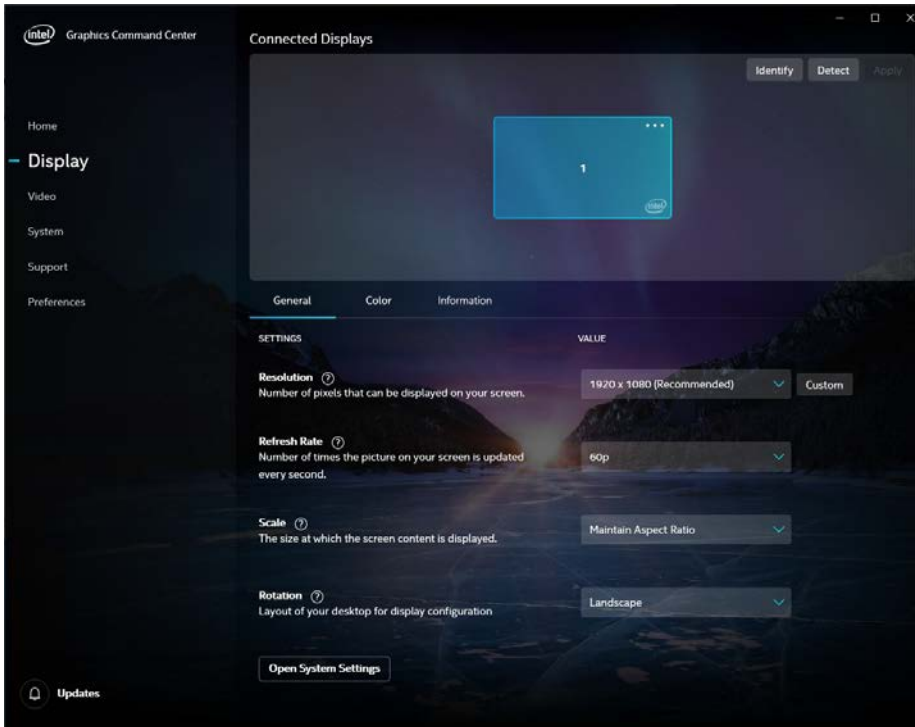 intel Graphics Command Center
Home
Display
Video
System
Support
Preferences
Updates
Connected Displays
Identify Detect Apply
1
intel
General Color Information
SETTINGS VALUE
Resolution ?
Number of pixels that can be displayed on your screen.
1920 x 1080 (Recommended) Custom
Refresh Rate ?
Number of times the picture on your screen is updated
every second.
60p
Scale ?
The size at which the screen content is displayed.
Maintain Aspect Ratio
Rotation ?
Layout of your desktop for display configuration
Landscape
Open System Settings